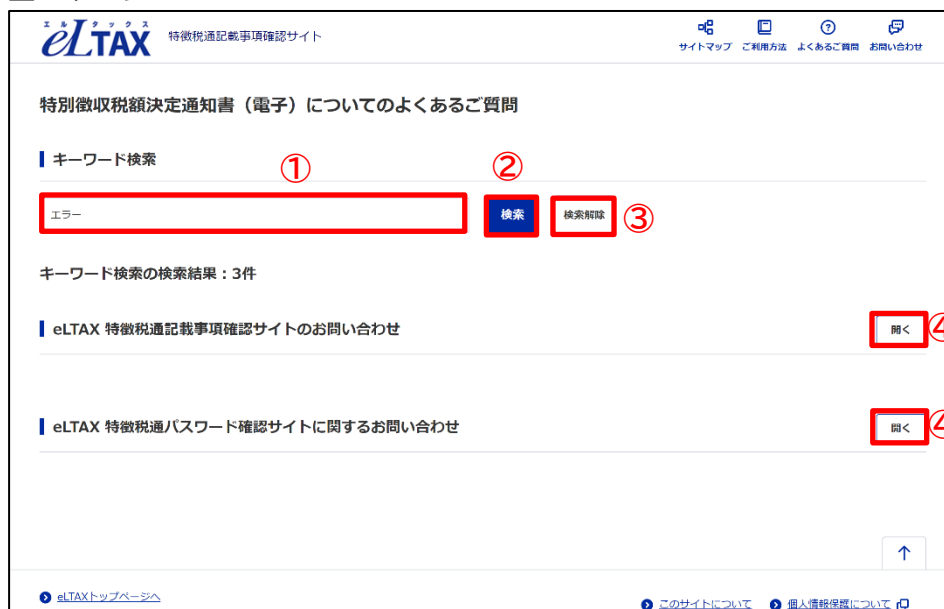 エルタックス
eLTAX 特徴税通記載事項確認サイト
サイトマップ ご利用方法 よくあるご質問 お問い合わせ
特別徴収税額決定通知書（電子）についてのよくあるご質問
キーワード検索
① ②
エラー 検索 検索解除 ③
キーワード検索の検索結果：3件
eLTAX 特徴税通記載事項確認サイトのお問い合わせ 開く ④
eLTAX 特徴税通パスワード確認サイトに関するお問い合わせ 開く ④
↑
eLTAXトップページへ
このサイトについて 個人情報保護について